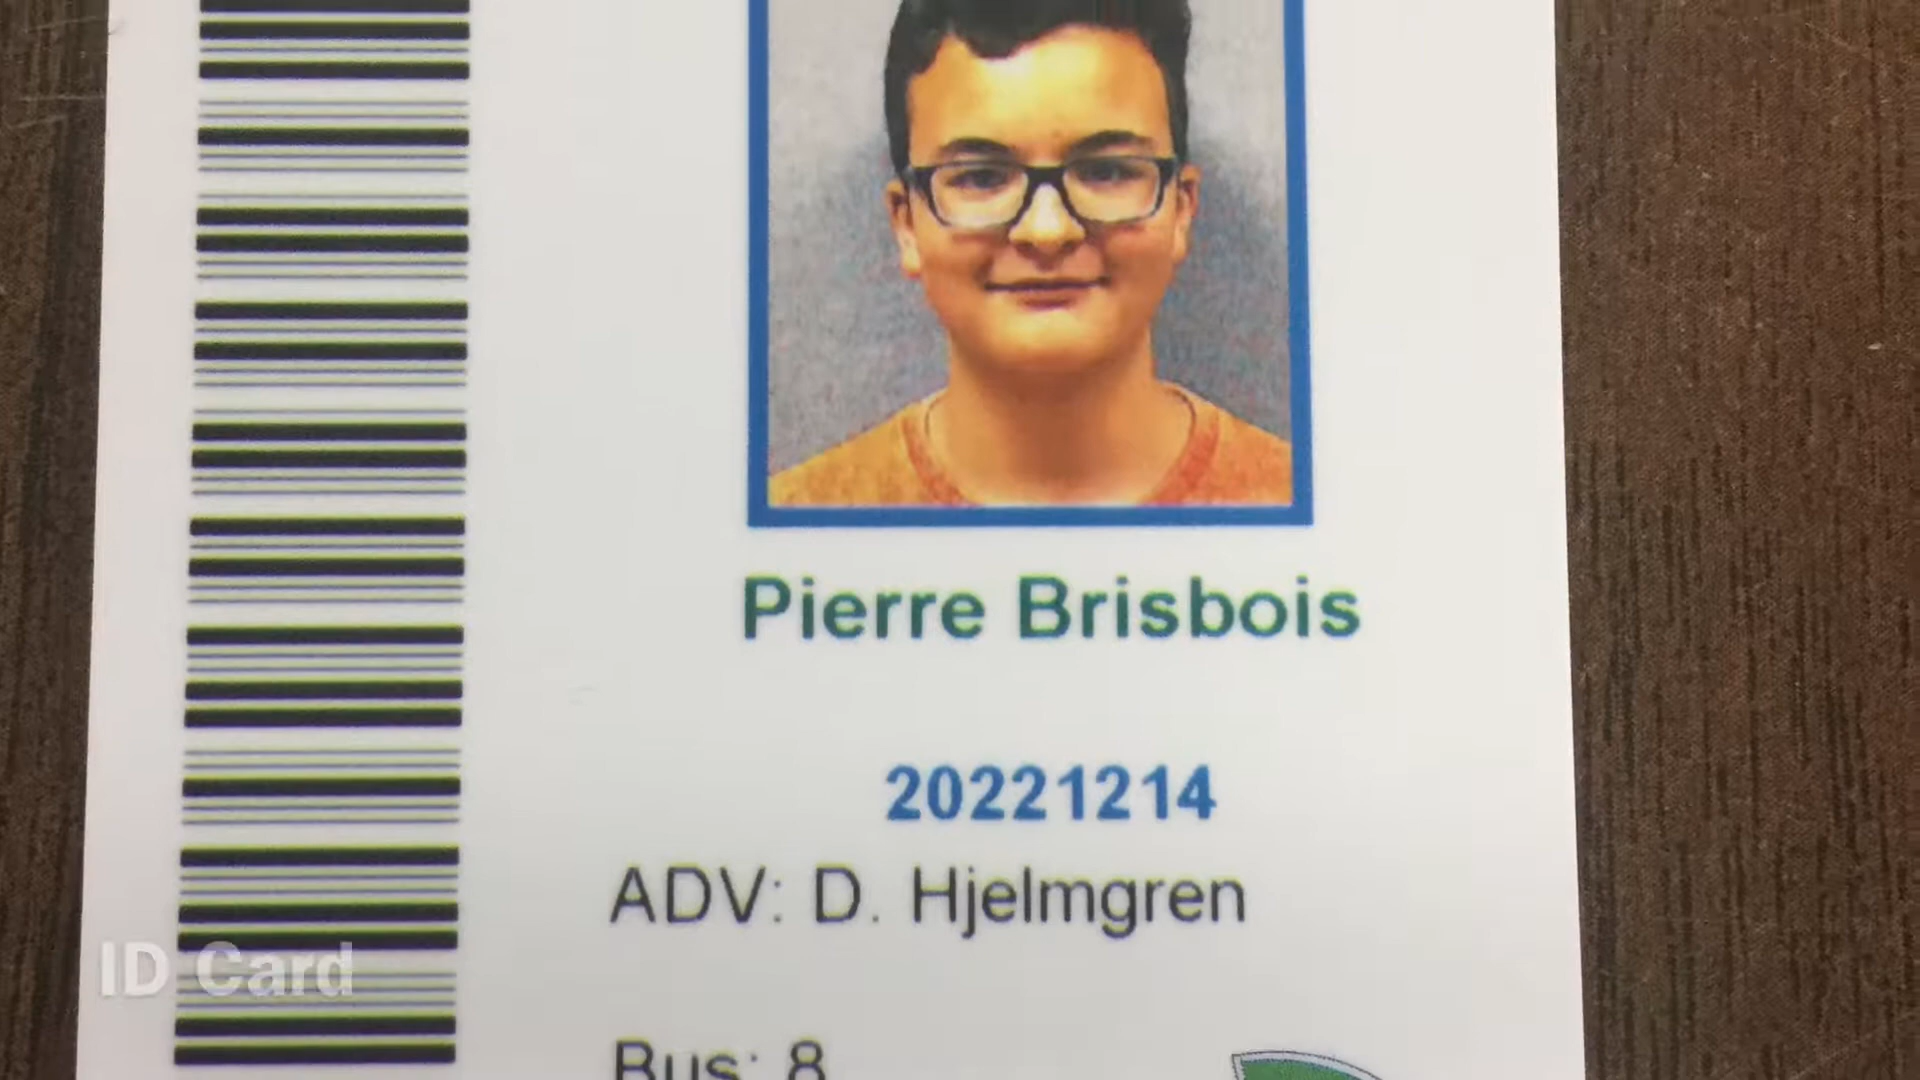 Pierre Brisbois
20221214
ADV: D. Hjelmgren
ID Card
Bus: 8